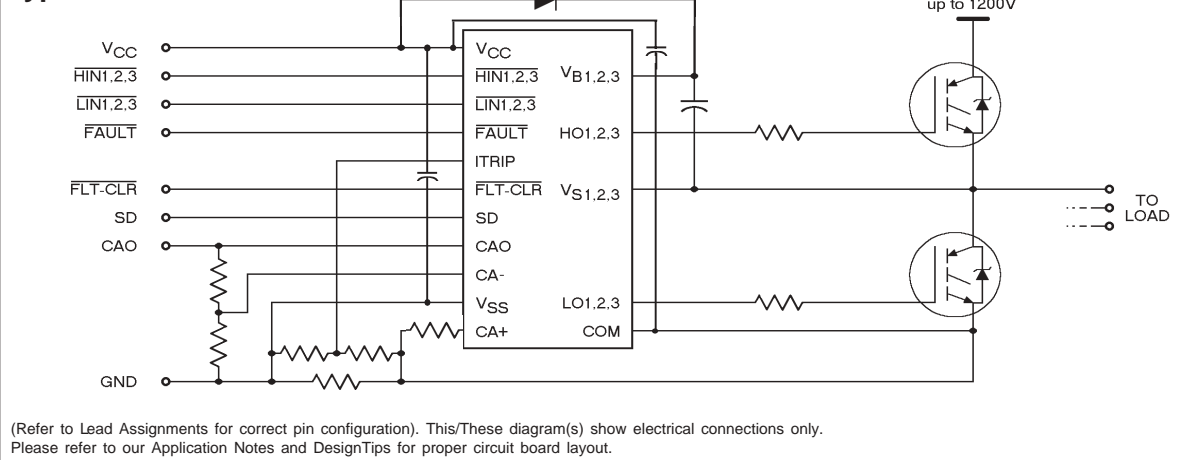 up to 1200V
VCC
HIN1,2,3
LIN1,2,3
FAULT
FLT-CLR
SD
CAO
GND
VCC
HIN1,2,3
LIN1,2,3
FAULT
ITRIP
FLT-CLR
SD
CAO
CA-
VSS
CA+
VB1,2,3
HO1,2,3
VS1,2,3
LO1,2,3
COM
TO
LOAD
(Refer to Lead Assignments for correct pin configuration). This/These diagram(s) show electrical connections only.
Please refer to our Application Notes and DesignTips for proper circuit board layout.